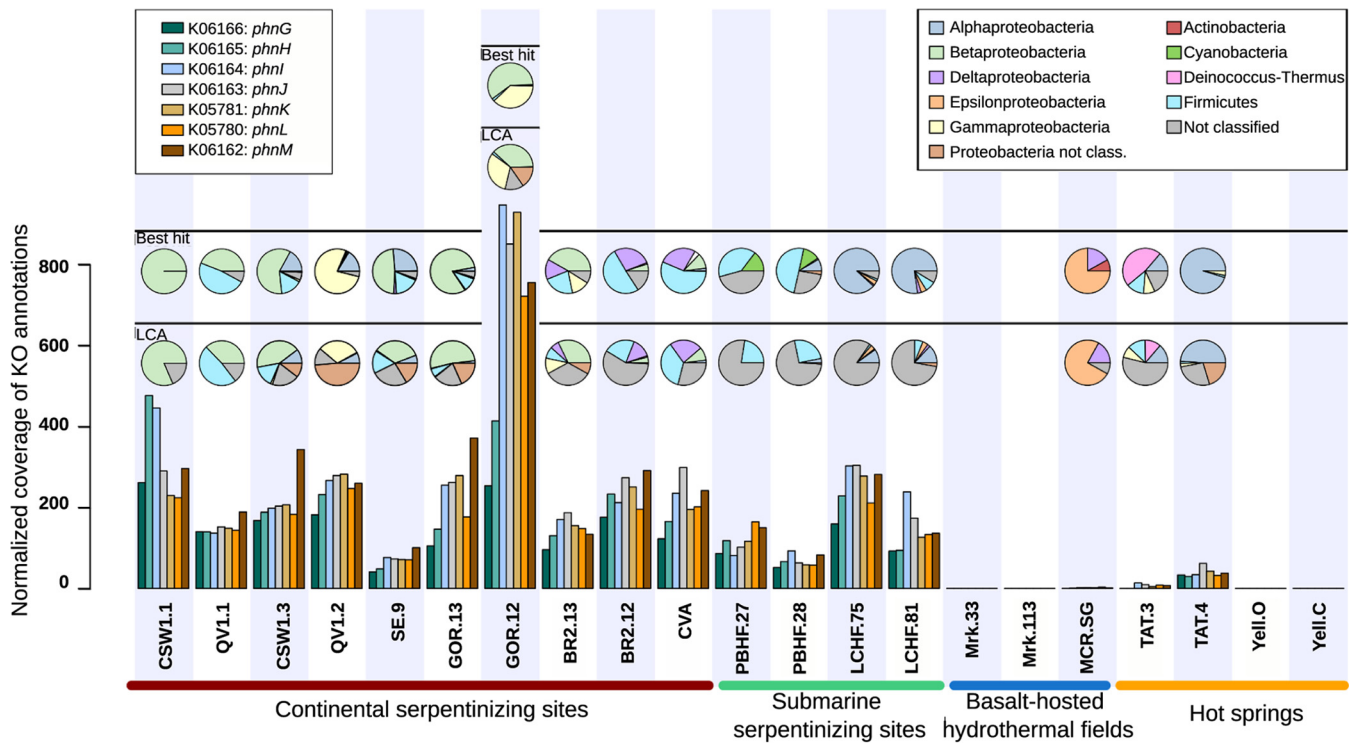 K06166: phnG
K06165: phnH
K06164: phnI
K06163: phnJ
K05781: phnK
K05780: phnL
K06162: phnM
Alphaproteobacteria
Betaproteobacteria
Deltaproteobacteria
Epsilonproteobacteria
Gammaproteobacteria
Proteobacteria not class.
Actinobacteria
Cyanobacteria
Deinococcus-Thermus
Firmicutes
Not classified
Best hit
LCA
Best hit
LCA
Normalized coverage of KO annotations
800
600
400
200
0
CSW1.1
QV1.1
CSW1.3
QV1.2
SE.9
GOR.13
GOR.12
BR2.13
BR2.12
CVA
PBHF.27
PBHF.28
LCHF.75
LCHF.81
Mrk.33
Mrk.113
MCR.SG
TAT.3
TAT.4
Yell.O
Yell.C
Continental serpentinizing sites
Submarine
serpentinizing sites
Basalt-hosted
hydrothermal fields
Hot springs